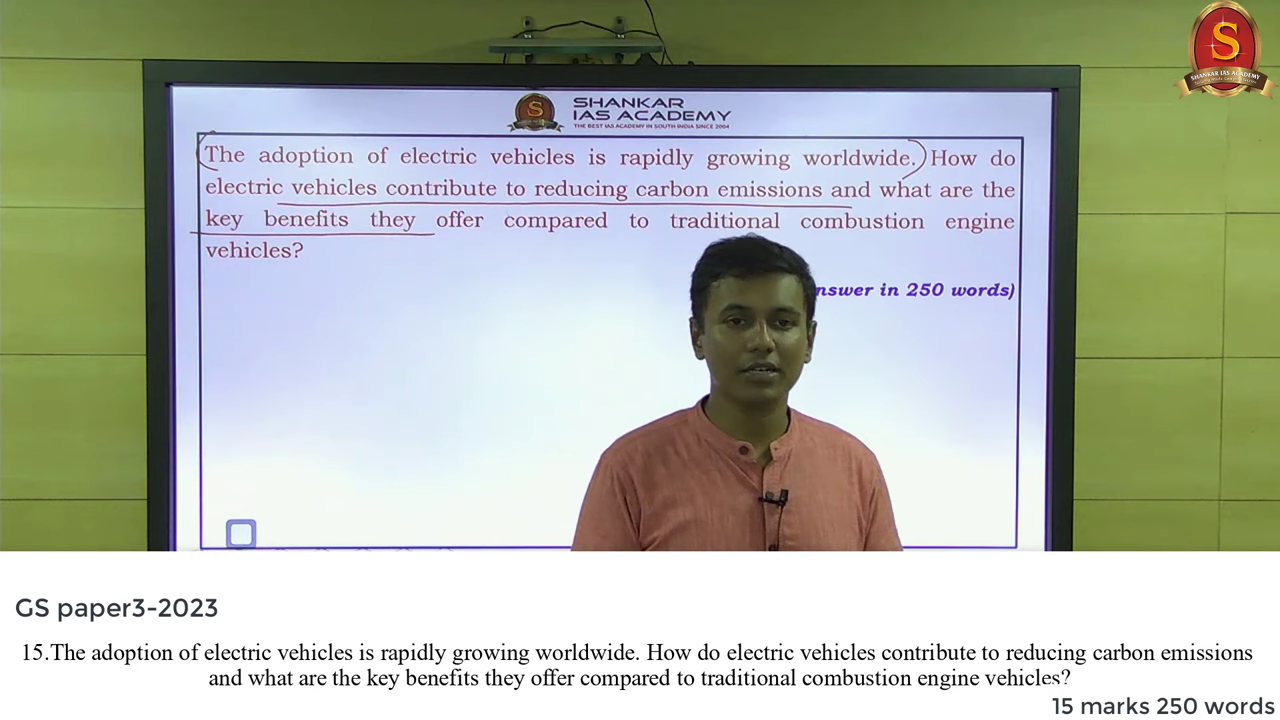 SHANKAR
IAS ACADEMY
THE BEST IAS ACADEMY IN SOUTH INDIA SINCE 2004
S
SHANKAR IAS ACADEMY
The adoption of electric vehicles is rapidly growing worldwide. How do
electric vehicles contribute to reducing carbon emissions and what are the
key benefits they offer compared to traditional combustion engine
vehicles?
nswer in 250 words)
GS paper3-2023
15.The adoption of electric vehicles is rapidly growing worldwide. How do electric vehicles contribute to reducing carbon emissions
and what are the key benefits they offer compared to traditional combustion engine vehicles?
15 marks 250 words